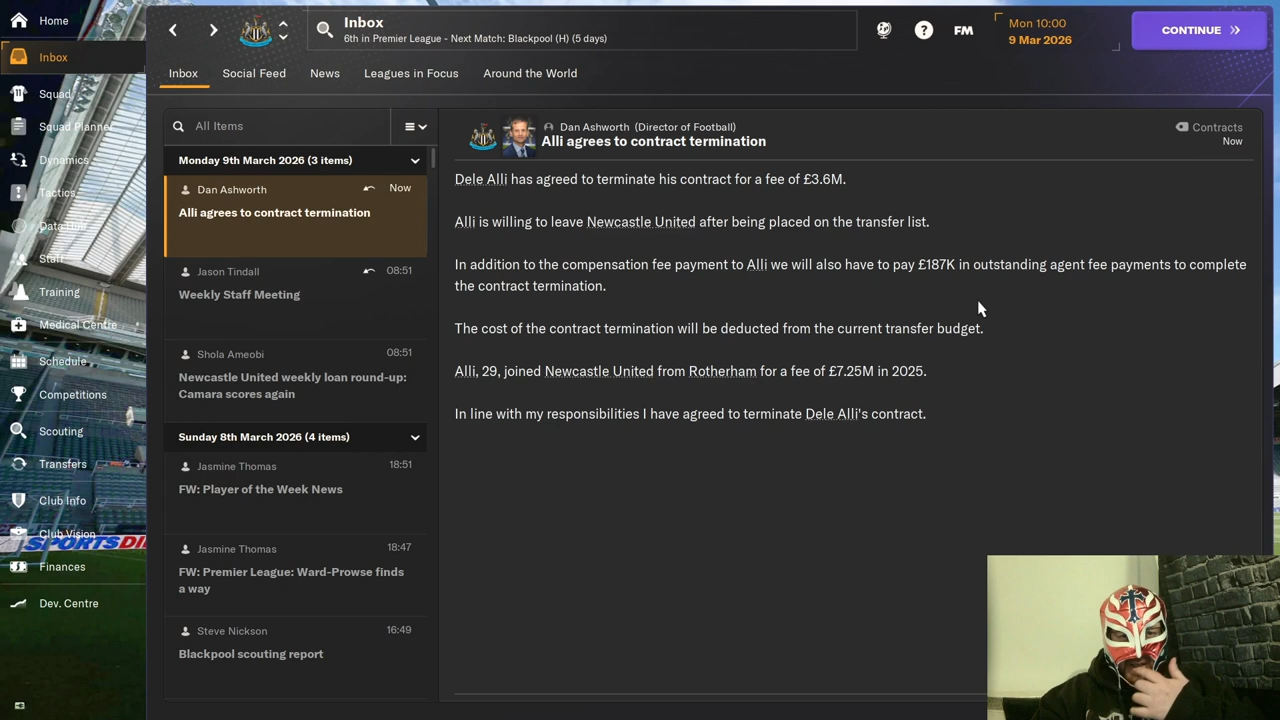 Home
Inbox
Squad
Squad Planner
Dynamics
Tactics
Data Hub
Staff
Training
Medical Centre
Schedule
Competitions
Scouting
Transfers
Club Info
Club Vision
Finances
Dev. Centre
SPORTS DI
Inbox
6th in Premier League - Next Match: Blackpool (H) (5 days)
?
FM
Mon 10:00
9 Mar 2026
CONTINUE
Inbox
Social Feed
News
Leagues in Focus
Around the World
All Items
Monday 9th March 2026 (3 items)
Dan Ashworth
Now
Alli agrees to contract termination
Jason Tindall
08:51
Weekly Staff Meeting
Shola Ameobi
08:51
Newcastle United weekly loan round-up:
Camara scores again
Sunday 8th March 2026 (4 items)
Jasmine Thomas
18:51
FW: Player of the Week News
Jasmine Thomas
18:47
FW: Premier League: Ward-Prowse finds
a way
Steve Nickson
16:49
Blackpool scouting report
Dan Ashworth (Director of Football)
Alli agrees to contract termination
Contracts
Now
Dele Alli has agreed to terminate his contract for a fee of £3.6M.
Alli is willing to leave Newcastle United after being placed on the transfer list.
In addition to the compensation fee payment to Alli we will also have to pay £187K in outstanding agent fee payments to complete
the contract termination.
The cost of the contract termination will be deducted from the current transfer budget.
Alli, 29, joined Newcastle United from Rotherham for a fee of £7.25M in 2025.
In line with my responsibilities I have agreed to terminate Dele Alli's contract.